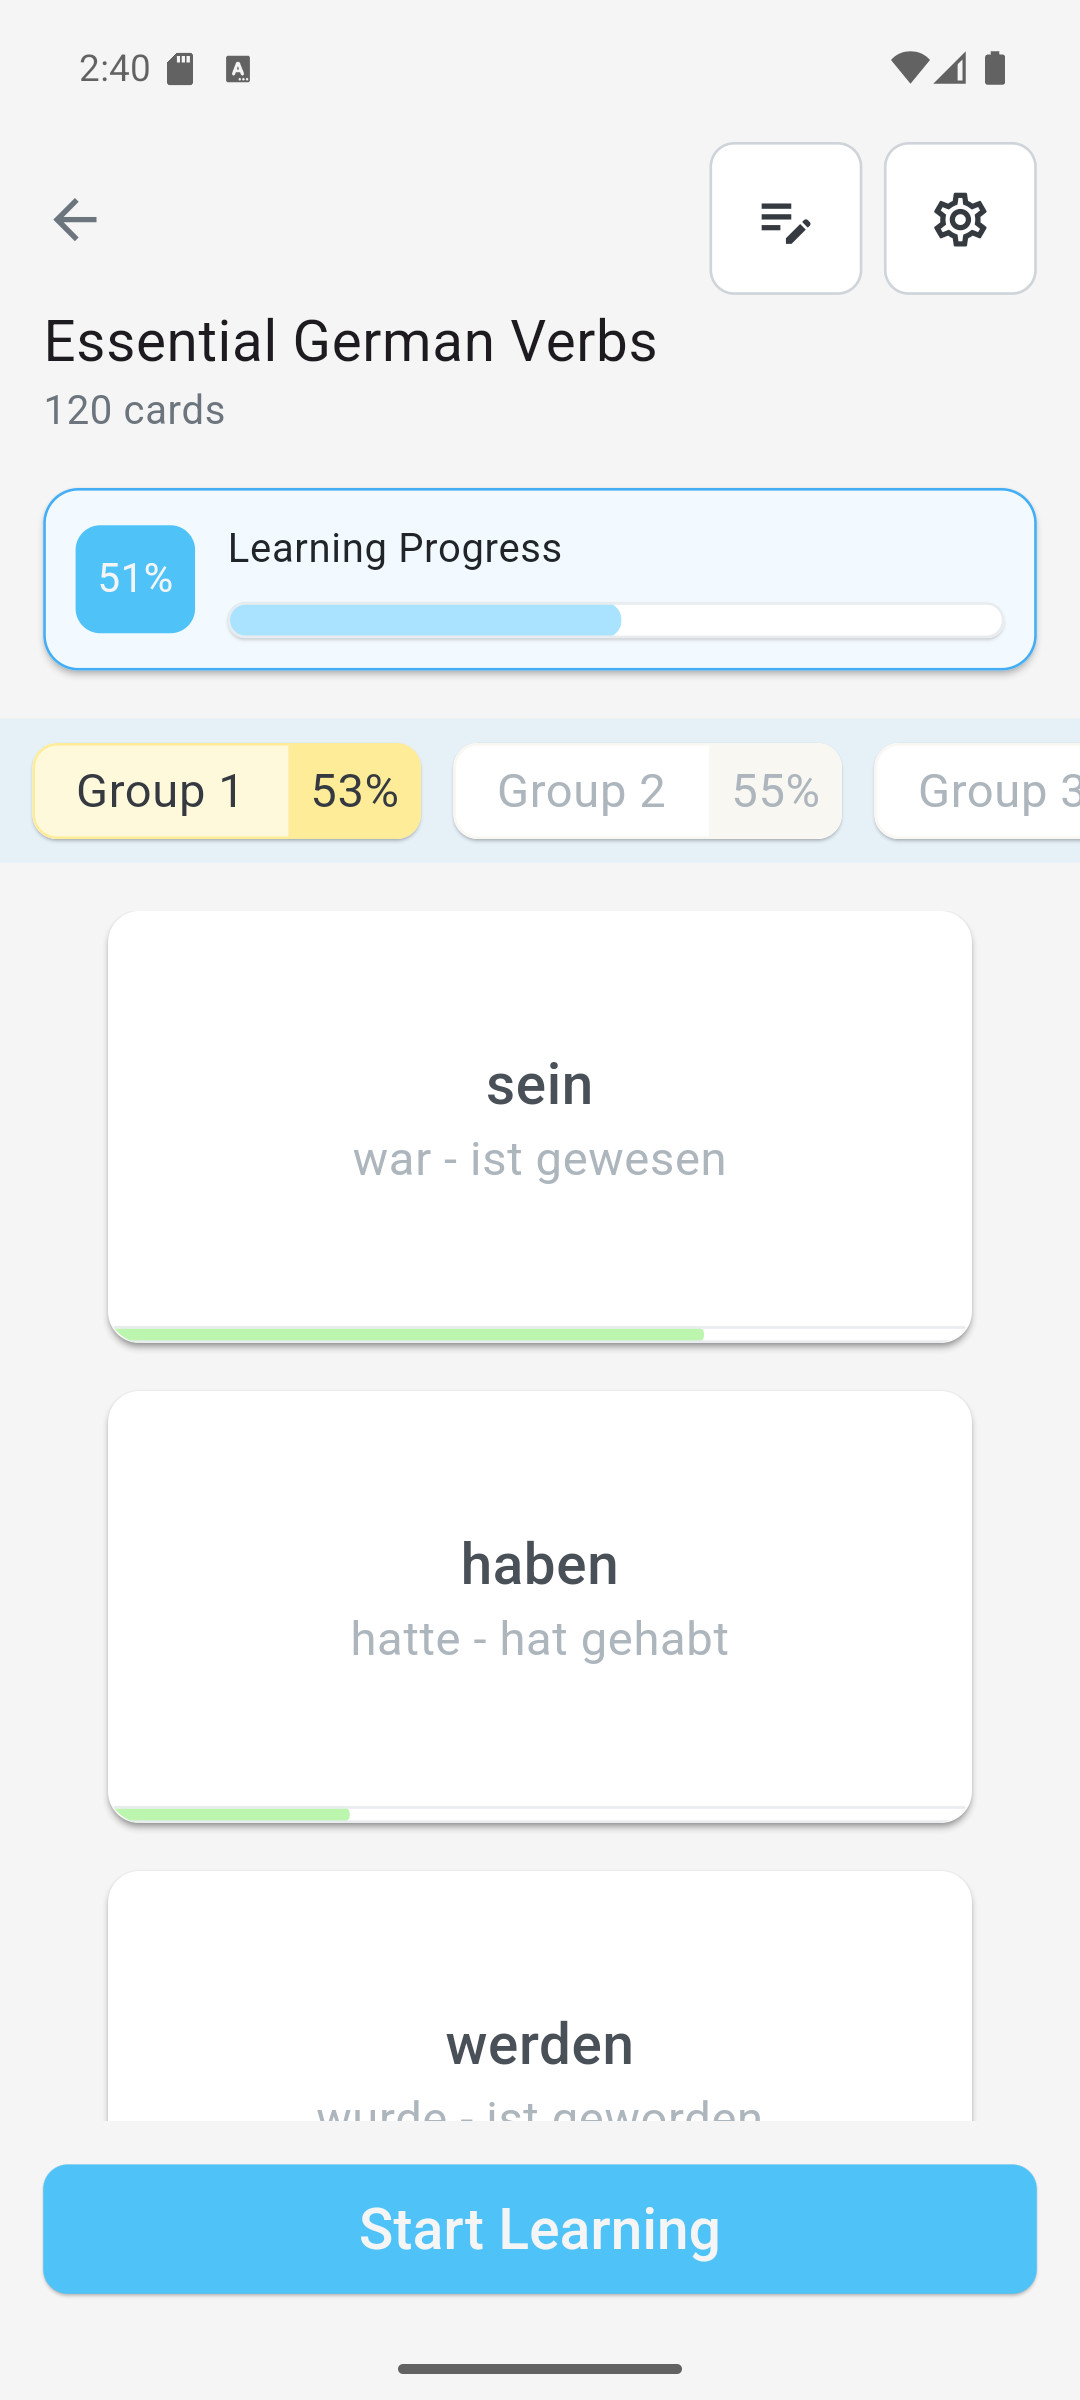 2:40
Essential German Verbs
120 cards
51%
Learning Progress
Group 1 53% Group 2 55% Group 3
sein
war - ist gewesen
haben
hatte - hat gehabt
werden
wurde - ist geworden
Start Learning